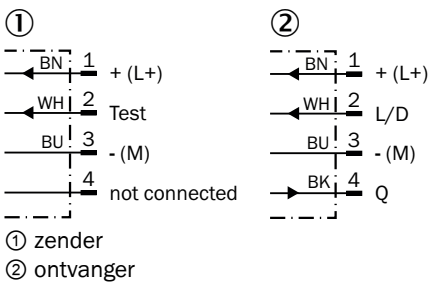 ①
BN 1 + (L+)
WH 2 Test
BU 3 - (M)
4 not connected
②
BN 1 + (L+)
WH 2 L/D
BU 3 - (M)
BK 4 Q
① zender
② ontvanger